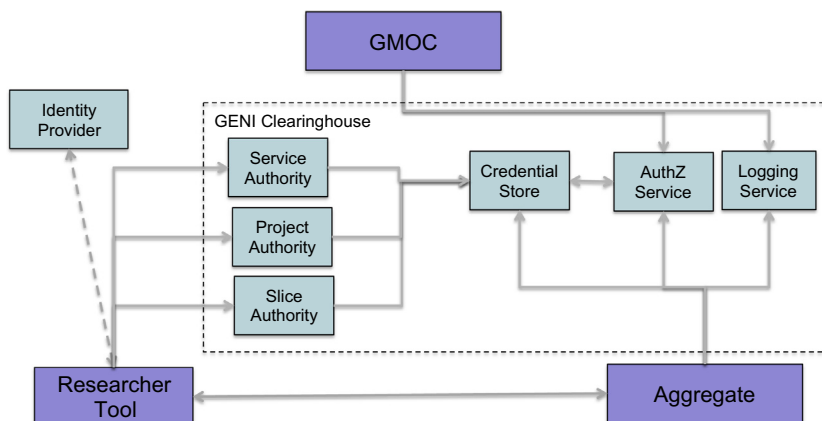 GMOC
Identity
Provider
GENI Clearinghouse
Service
Authority
Credential
Store
AuthZ
Service
Logging
Service
Project
Authority
Slice
Authority
Researcher
Tool
Aggregate